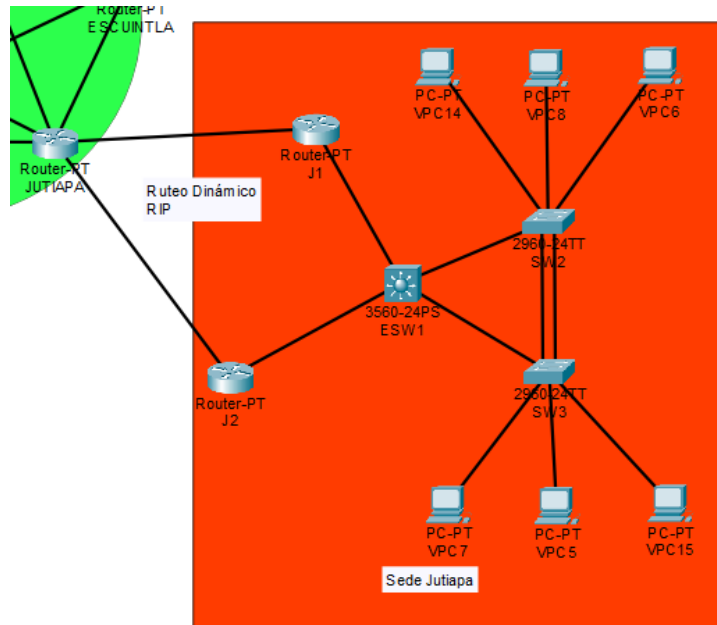 Router-PT
ESCUINTLA
PC-PT
VPC14
PC-PT
VPC8
PC-PT
VPC6
Router-PT
JUTIAPA
Router-PT
J1
Ruteo Dinámico
RIP
2960-24TT
SW2
3560-24PS
ESW1
2960-24TT
SW3
Router-PT
J2
PC-PT
VPC7
PC-PT
VPC5
PC-PT
VPC15
Sede Jutiapa